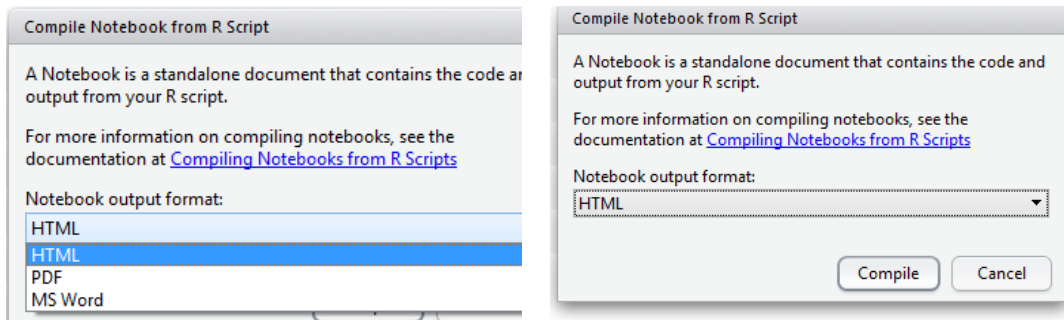 Compile Notebook from R Script
A Notebook is a standalone document that contains the code
output from your R script.
For more information on compiling notebooks, see the
documentation at Compiling Notebooks from R Scripts
Notebook output format:
HTML
HTML
PDF
MS Word
Compile Notebook from R Script
A Notebook is a standalone document that contains the code and
output from your R script.
For more information on compiling notebooks, see the
documentation at Compiling Notebooks from R Scripts
Notebook output format:
HTML
Compile Cancel